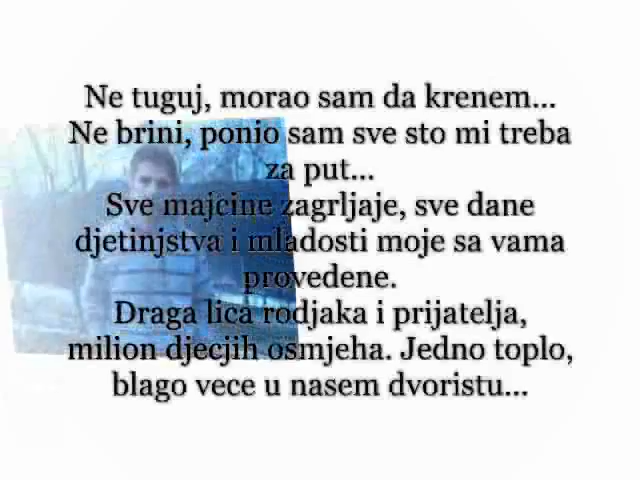 Ne tuguj, morao sam da krenem...
Ne brini, ponio sam sve sto mi treba
za put...
Sve majcine zagrljaje, sve dane
djetinjstva i mladosti moje sa vama
provedene.
Draga lica rodjaka i prijatelja,
milion djecjih osmjeha. Jedno toplo,
blago vece u nasem dvoristu...